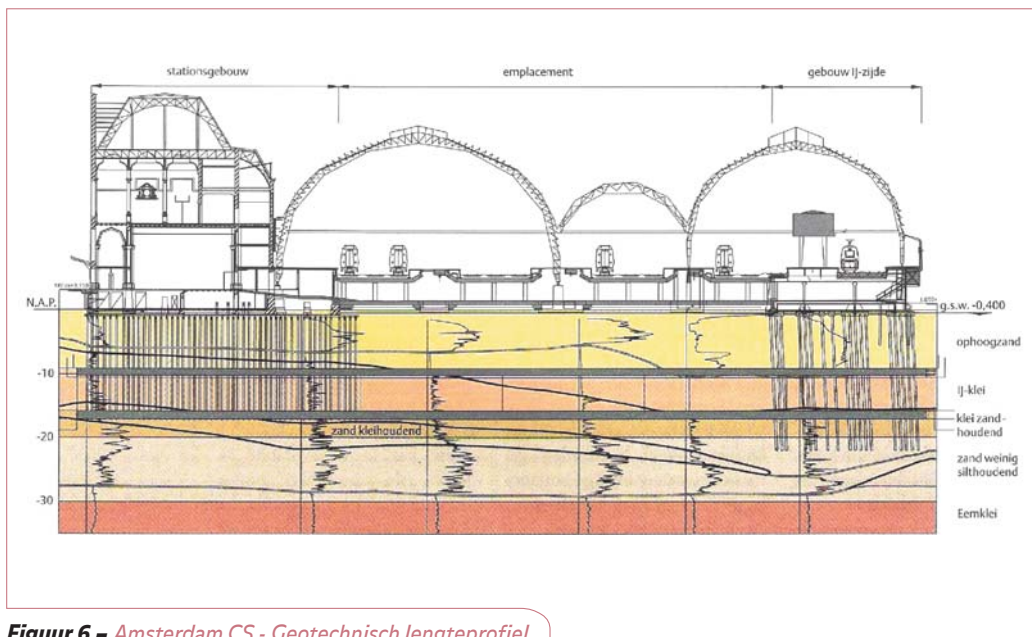 stationsgebouw
emplacement
gebouw IJ-zijde
N.A.P.
g.s.w. -0,400
ophoogzand
-10
IJ-klei
klei zand-
houdend
zand kleihoudend
-20
zand weinig
silthoudend
-30
Eemklei
Figuur 6 – Amsterdam CS - Geotechnisch lengteprofiel